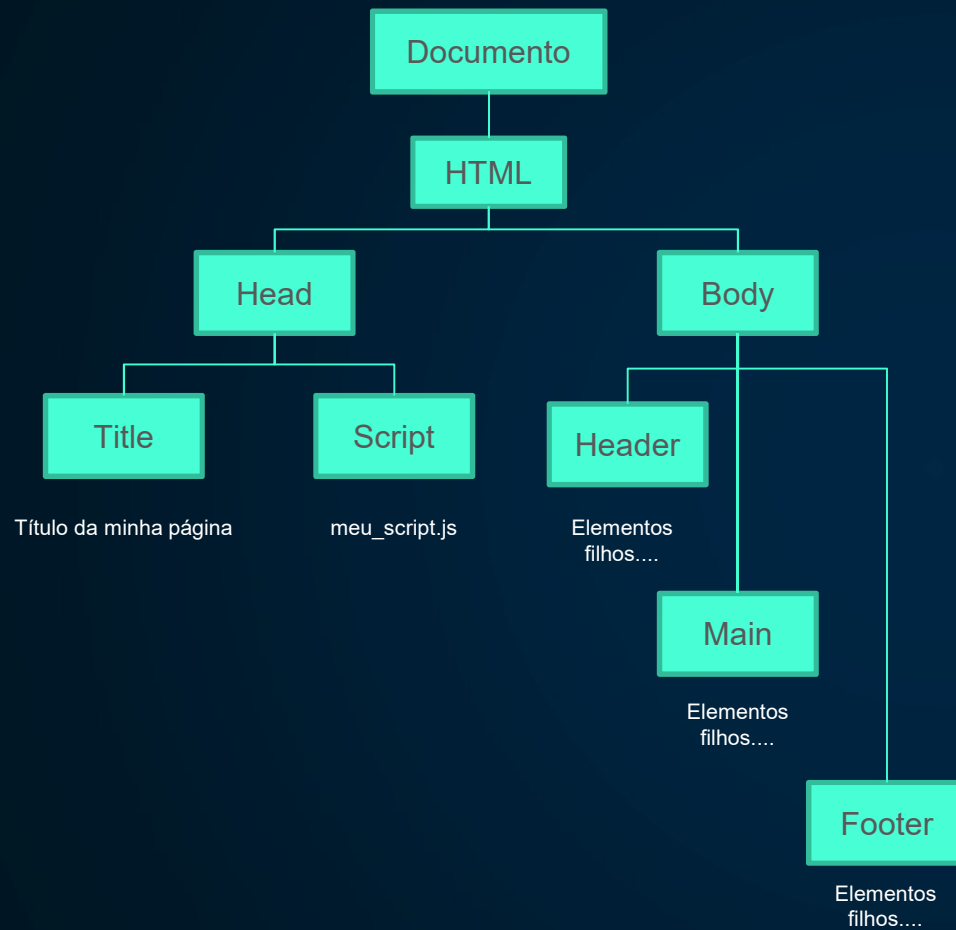 Documento
HTML
Head
Body
Title
Script
Header
Título da minha página
meu_script.js
Elementos
filhos....
Main
Elementos
filhos....
Footer
Elementos
filhos....